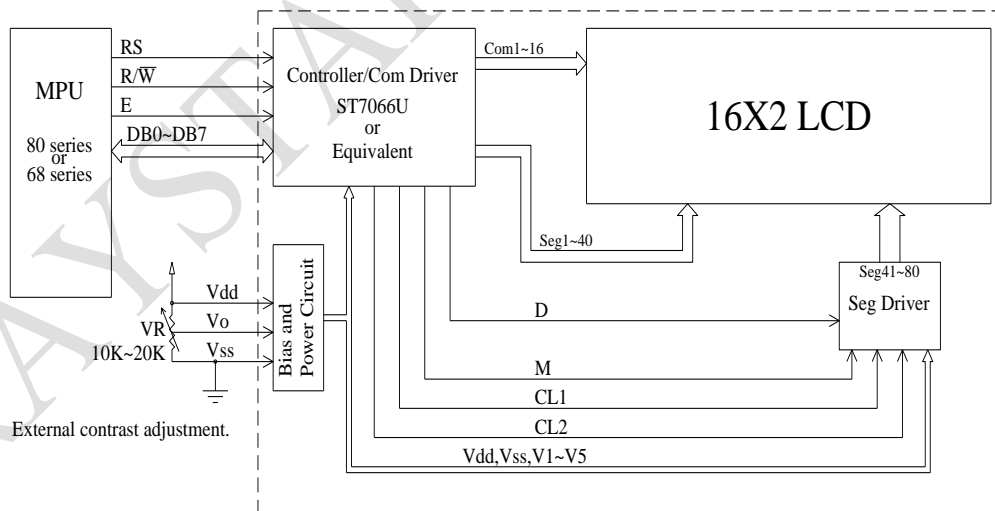 RS
R/W̅
E
DB0~DB7
MPU
80 series
or
68 series
Controller/Com Driver
ST7066U
or
Equivalent
Com1~16
16X2 LCD
Seg1~40
Seg41~80
Seg Driver
Vdd
Vo
Vss
VR
10K~20K
Bias and
Power Circuit
D
M
CL1
CL2
Vdd,Vss,V1~V5
External contrast adjustment.